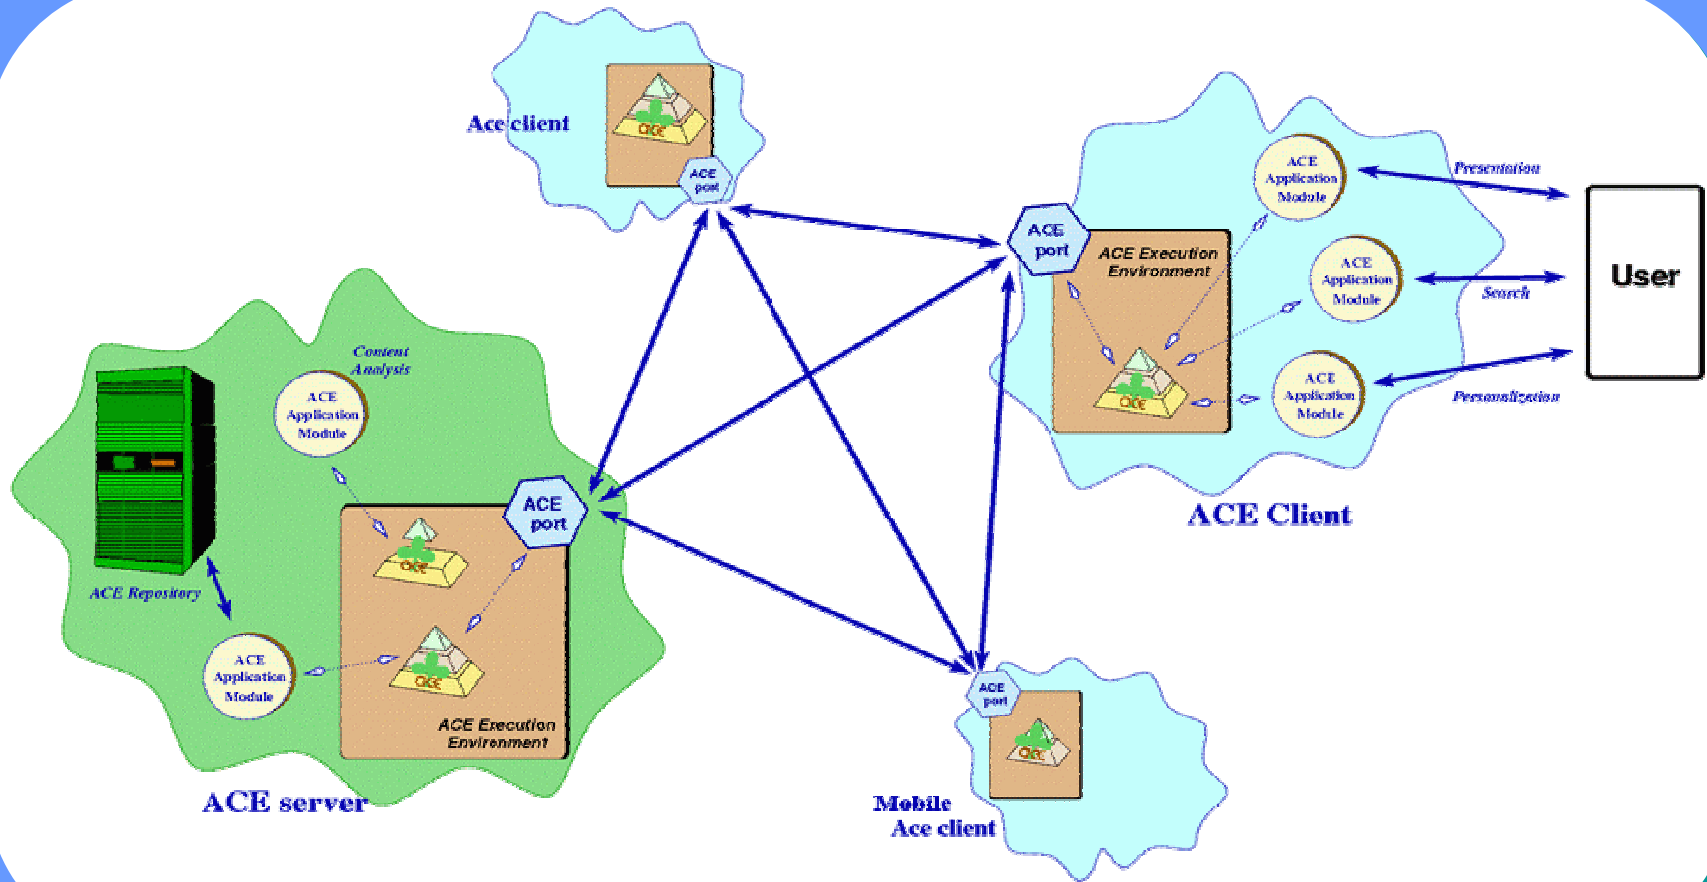 Ace client
ACE
port
ACE
port
ACE Execution
Environment
ACE
Application
Module
Presentation
ACE
Application
Module
Search
ACE
Application
Module
Personalization
User
ACE Client
Content
Analysis
ACE
Application
Module
ACE Repository
ACE
Application
Module
ACE
port
ACE Execution
Environment
ACE server
ACE
port
Mobile
Ace client